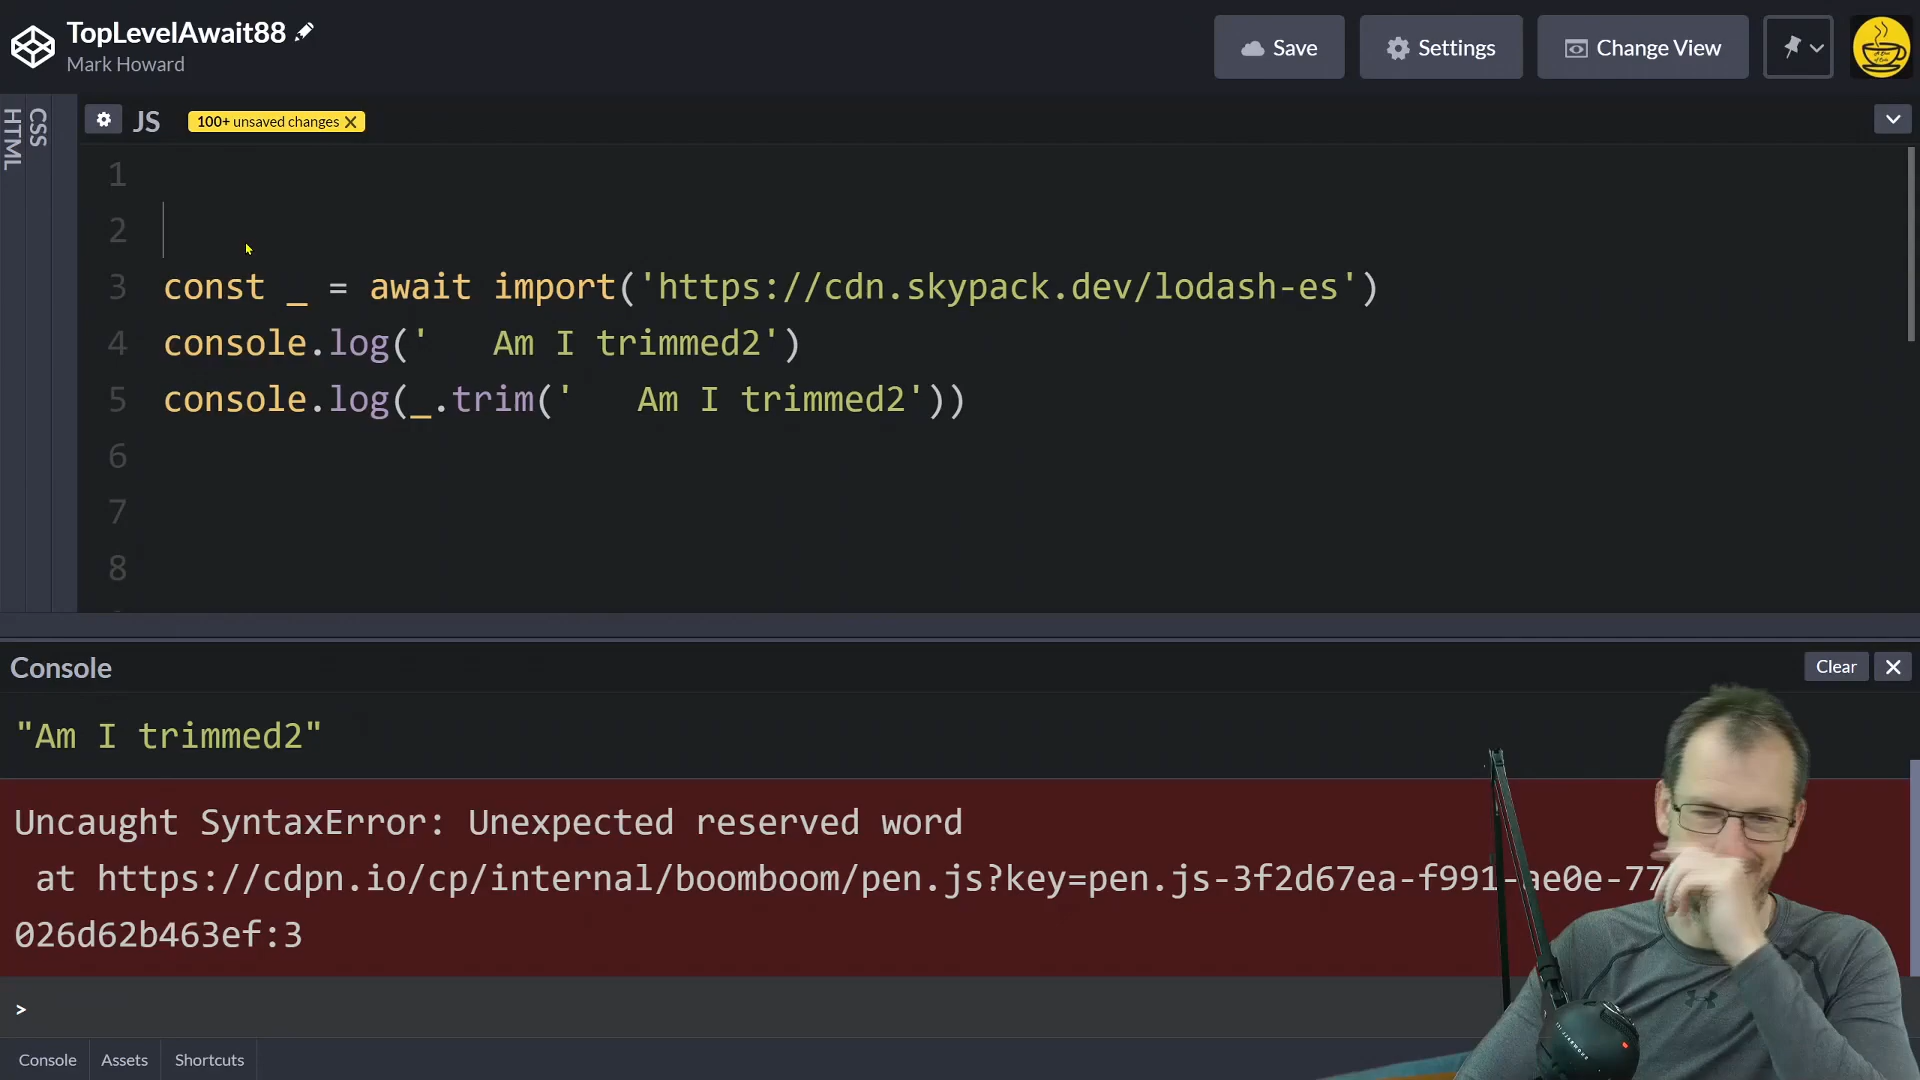 TopLevelAwait88
Mark Howard
Save
Settings
Change View
HTML
CSS
JS
100+ unsaved changes
1
2
3 const _ = await import('https://cdn.skypack.dev/lodash-es')
4 console.log('   Am I trimmed2')
5 console.log(_.trim('   Am I trimmed2'))
6
7
8
Console
Clear
"Am I trimmed2"
Uncaught SyntaxError: Unexpected reserved word
at https://cdpn.io/cp/internal/boomboom/pen.js?key=pen.js-3f2d67ea-f991-ae0e-77
026d62b463ef:3
>
Console
Assets
Shortcuts